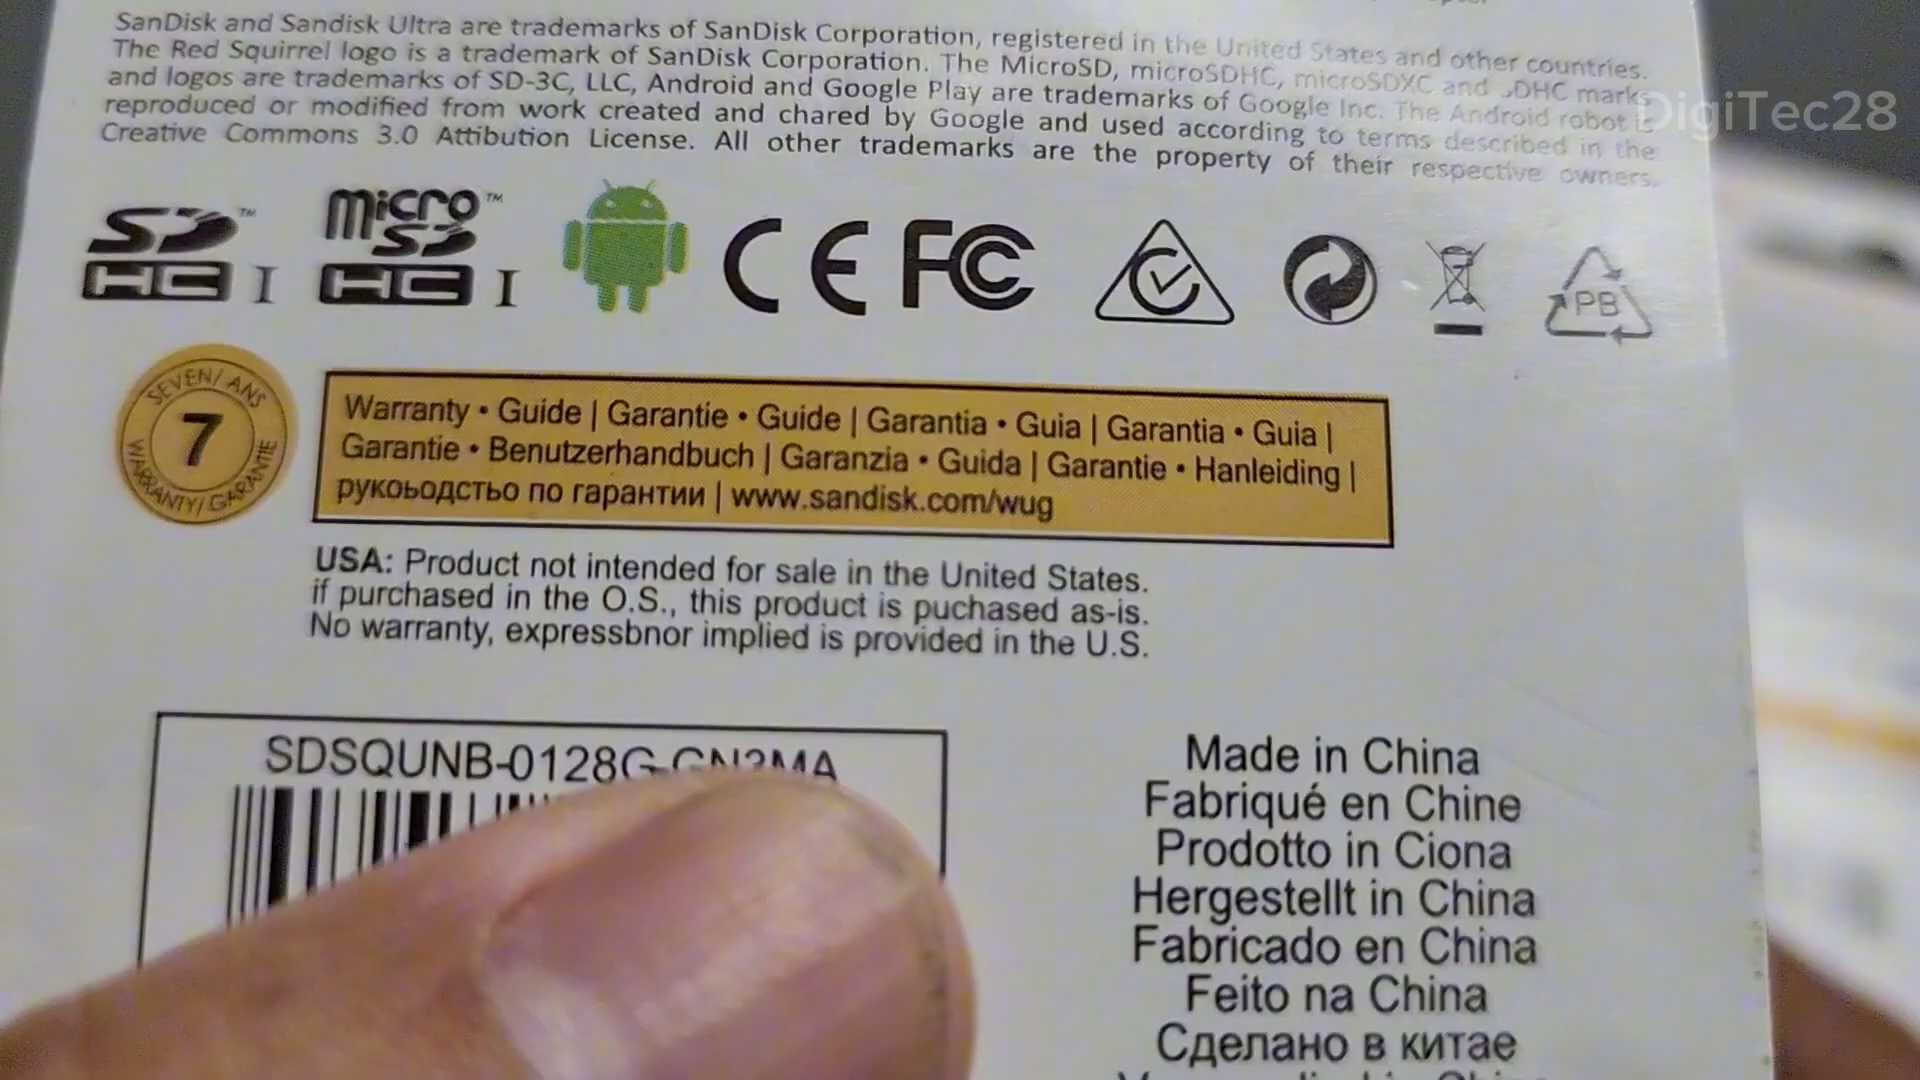 SanDisk and Sandisk Ultra are trademarks of SanDisk Corporation, registered in the United States and other countries.
The Red Squirrel logo is a trademark of SanDisk Corporation. The MicroSD, microSDHC, microSDXC and DHC marks
and logos are trademarks of SD-3C, LLC, Android and Google Play are trademarks of Google Inc. The Android robot is
reproduced or modified from work created and chared by Google and used according to terms described in the
Creative Commons 3.0 Attibution License. All other trademarks are the property of their respective owners.
DigiTec28
SD™ HC I
micro SD™ HC I
CE FC
PB
SEVEN/ ANS
7
WARRANTY/ GARANTIE
Warranty • Guide | Garantie • Guide | Garantia • Guia | Garantia • Guia |
Garantie • Benutzerhandbuch | Garanzia • Guida | Garantie • Hanleiding |
рукоьодстьо по гарантии | www.sandisk.com/wug
USA: Product not intended for sale in the United States.
if purchased in the O.S., this product is puchased as-is.
No warranty, expressbnor implied is provided in the U.S.
SDSQUNB-0128G-GN3MA
Made in China
Fabriqué en Chine
Prodotto in Ciona
Hergestellt in China
Fabricado en China
Feito na China
Сделано в китае